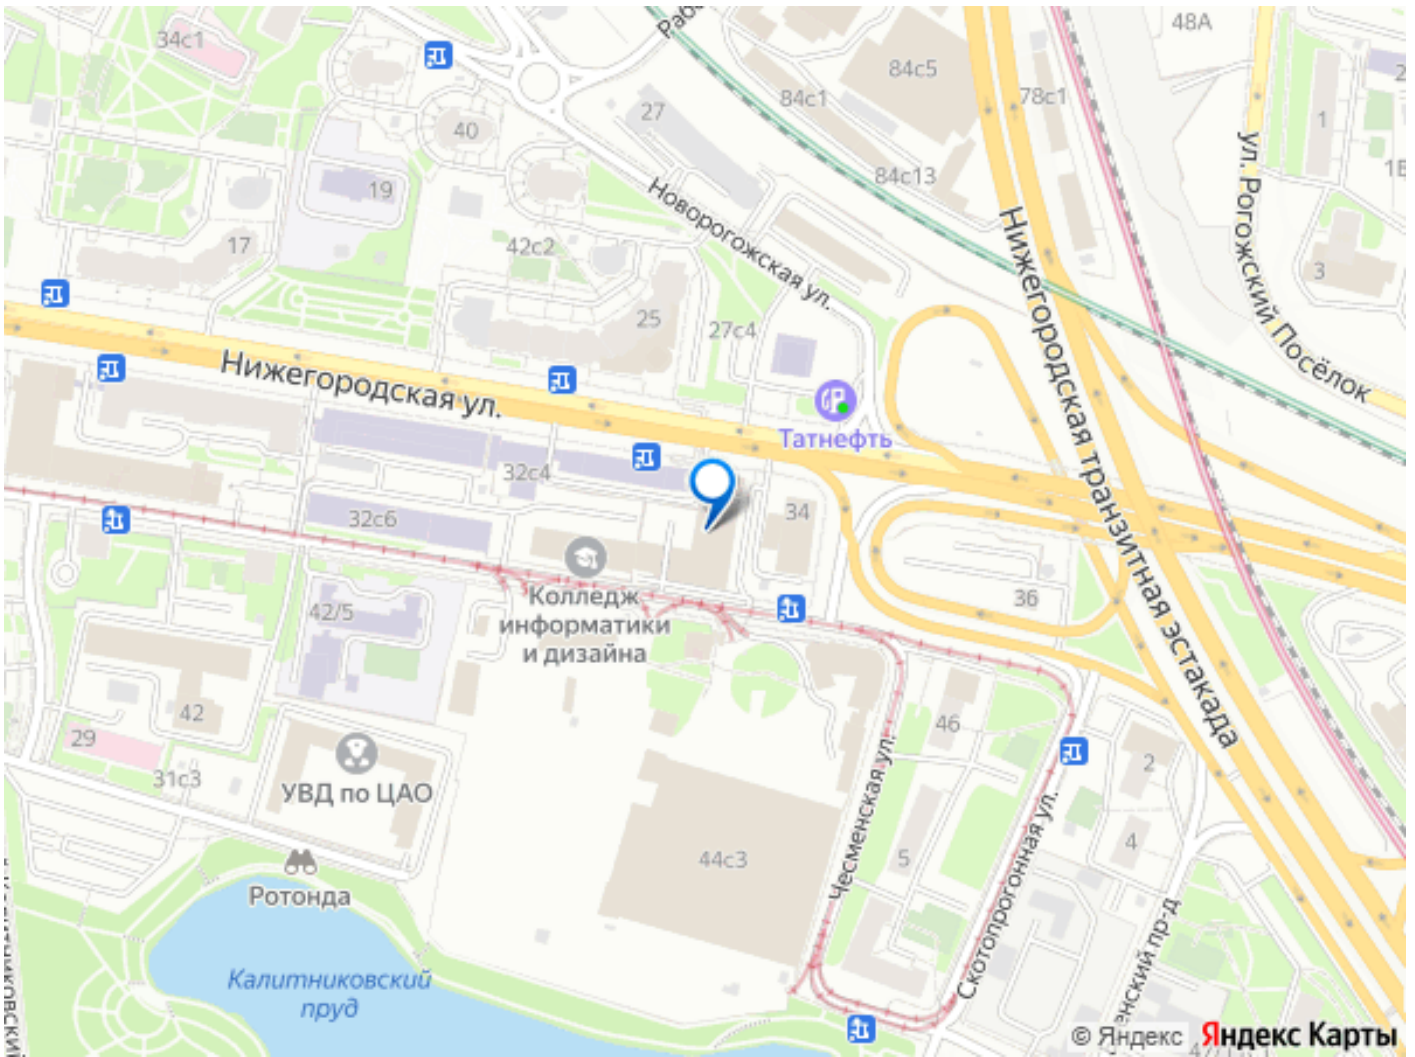 34с1
48А
84с5
84с1
78с1
27
40
1
84с13
19
ул. Рогожский Посёлок
Новорогожская ул.
17
42с2
3
25
27с4
Нижегородская ул.
Нижегородская транзитная эстакада
Татнефть
32с4
32с6
34
36
Колледж
информатики
и дизайна
42/5
42
29
31с3
УВД по ЦАО
46
2
4
Чесменская ул.
44с3
5
Скотопрогонная ул.
Ротонда
Калитниковский
пруд
© Яндекс
Яндекс Карты